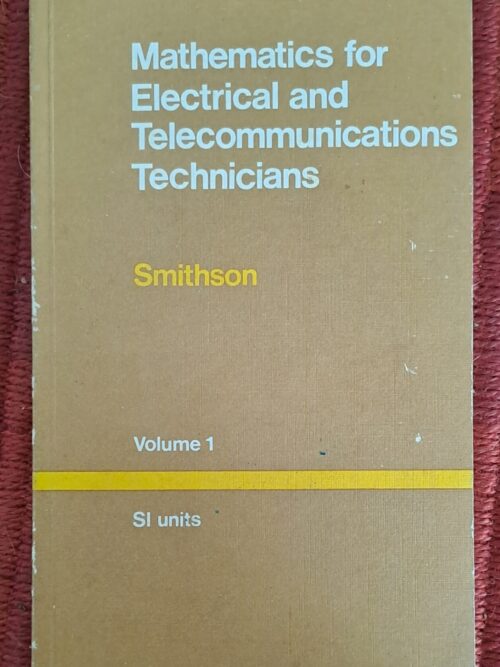 Mathematics for
Electrical and
Telecommunications
Technicians
Smithson
Volume 1
SI units